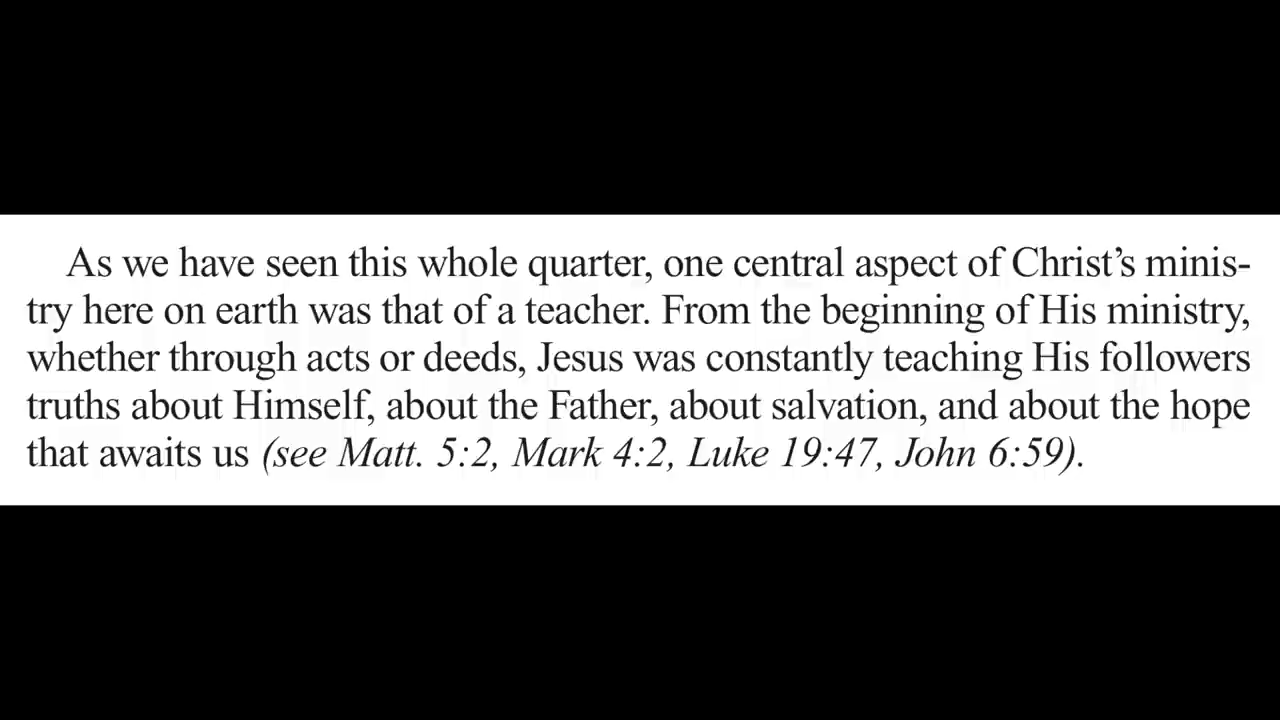 As we have seen this whole quarter, one central aspect of Christ’s minis-
try here on earth was that of a teacher. From the beginning of His ministry,
whether through acts or deeds, Jesus was constantly teaching His followers
truths about Himself, about the Father, about salvation, and about the hope
that awaits us (see Matt. 5:2, Mark 4:2, Luke 19:47, John 6:59).